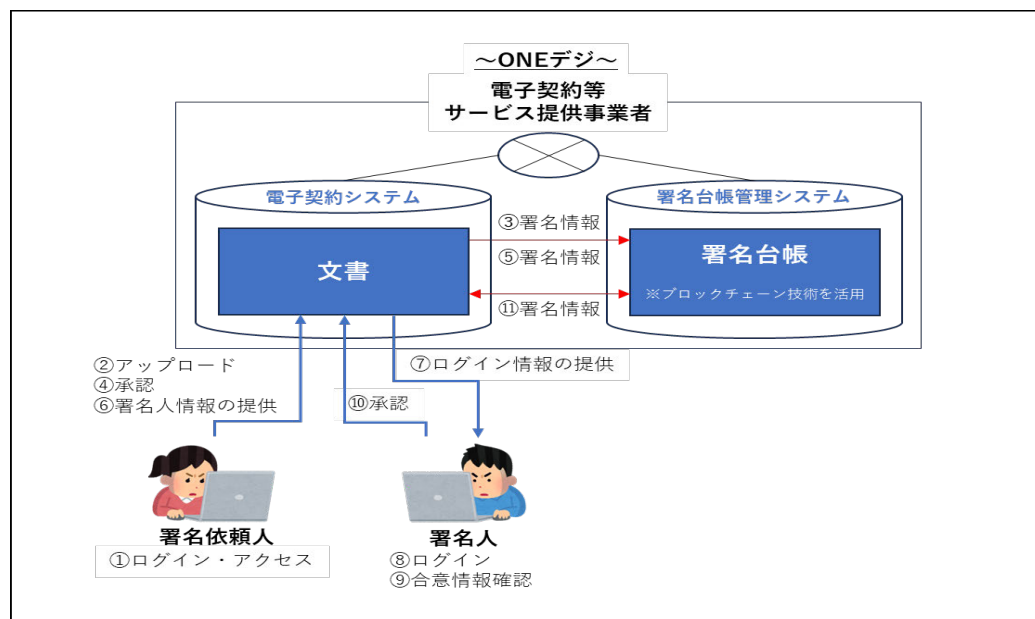 ～ONEデジ～
電子契約等
サービス提供事業者
電子契約システム
署名台帳管理システム
文書
③署名情報
⑤署名情報
⑪署名情報
署名台帳
※ブロックチェーン技術を活用
②アップロード
④承認
⑥署名人情報の提供
⑩承認
⑦ログイン情報の提供
署名依頼人
①ログイン・アクセス
署名人
⑧ログイン
⑨合意情報確認